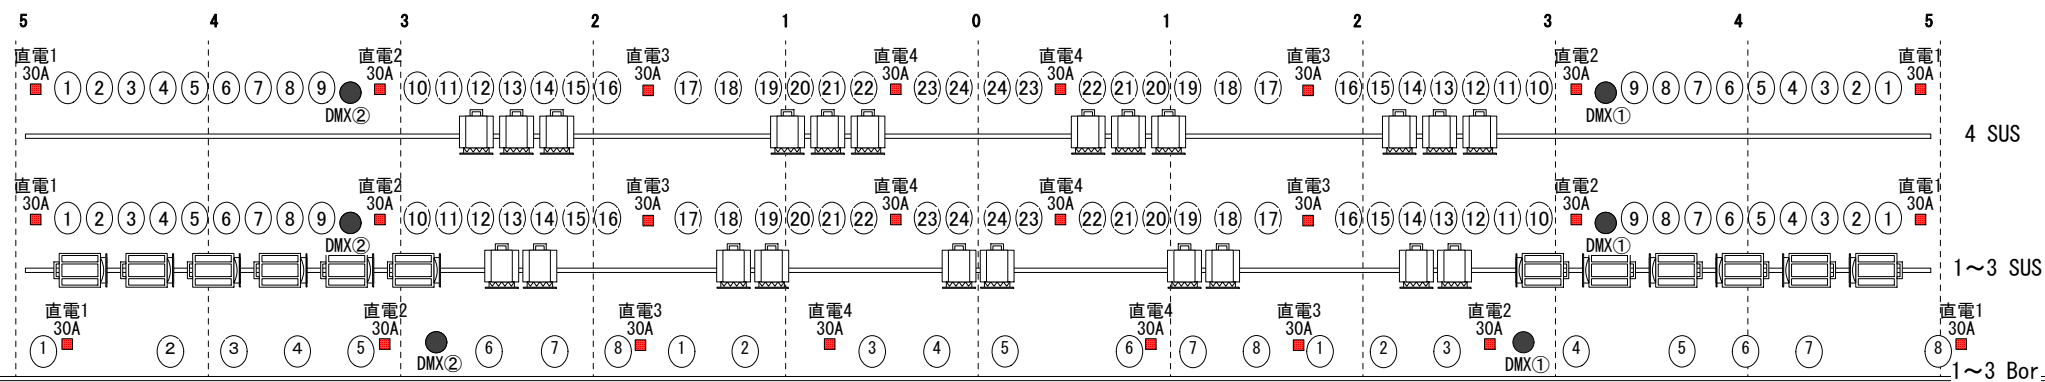 5 4 3 2 1 0 1 2 3 4 5
直電1 直電2 直電3 直電4 直電4 直電3 直電2 直電1
30A 30A 30A 30A 30A 30A 30A 30A
1 2 3 4 5 6 7 8 9 10 11 12 13 14 15 16 17 18 19 20 21 22 23 24 24 23 22 21 20 19 18 17 16 15 14 13 12 11 10 9 8 7 6 5 4 3 2 1
DMX② DMX①
4 SUS
直電1 直電2 直電3 直電4 直電4 直電3 直電2 直電1
30A 30A 30A 30A 30A 30A 30A 30A
1 2 3 4 5 6 7 8 9 10 11 12 13 14 15 16 17 18 19 20 21 22 23 24 24 23 22 21 20 19 18 17 16 15 14 13 12 11 10 9 8 7 6 5 4 3 2 1
DMX② DMX①
1～3 SUS
直電1 直電2 直電3 直電4 直電4 直電3 直電2 直電1
30A 30A 30A 30A 30A 30A 30A 30A
1 2 3 4 5 6 7 8 1 2 3 4 5 6 7 8 1 2 3 4 5 6 7 8
DMX② DMX①
1～3 Bor